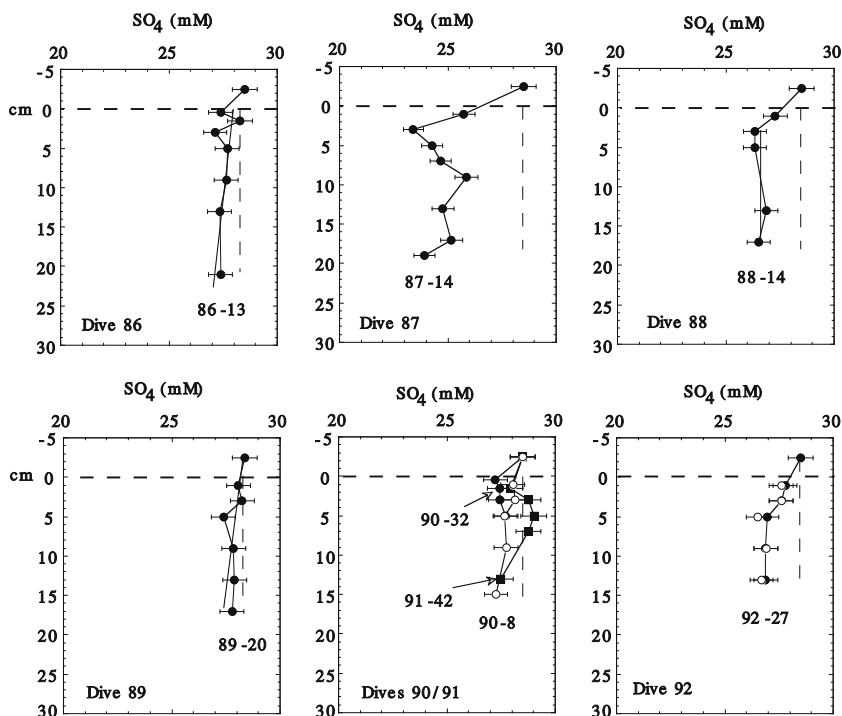 SO4 (mM) SO4 (mM) SO4 (mM)
20 25 30 20 25 30 20 25 30
-5 -5 -5
cm 0 0 0
5 5 5
10 10 10
15 15 15
20 20 20
25 86-13 25 87-14 25 88-14
Dive 86 Dive 87 Dive 88
30 30 30
SO4 (mM) SO4 (mM) SO4 (mM)
20 25 30 20 25 30 20 25 30
-5 -5 -5
cm 0 0 0
5 5 90-32 5
10 10 10
15 15 91-42 15
20 89-20 20 90-8 20 92-27
25 25 25
Dive 89 Dives 90/91 Dive 92
30 30 30